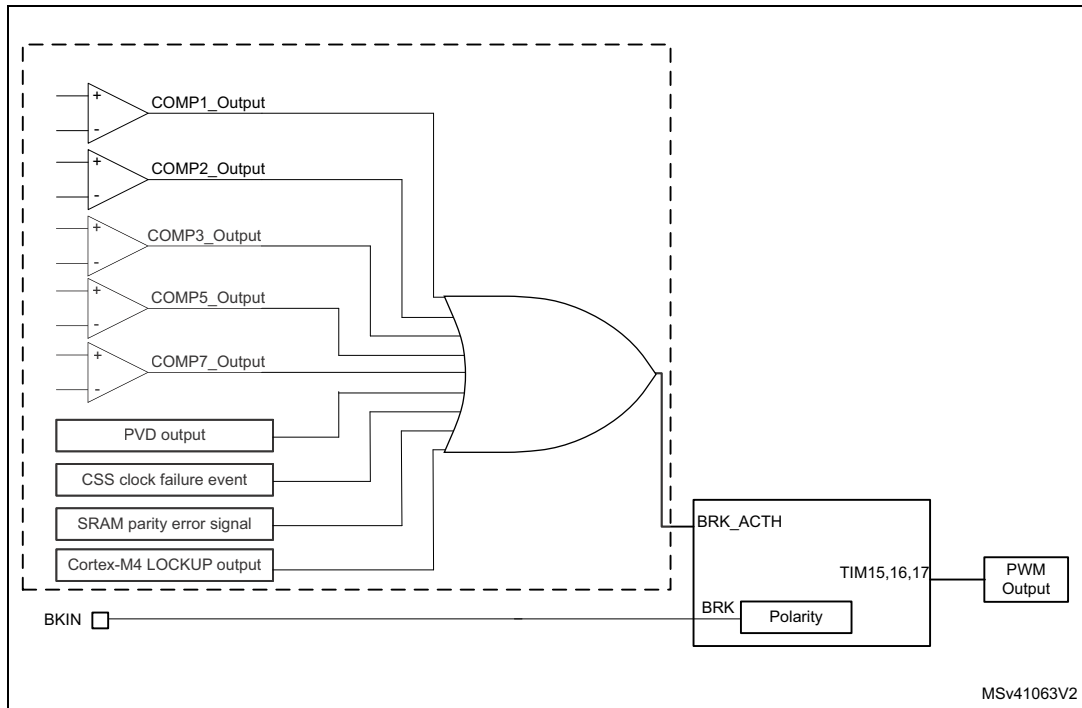 +
-
COMP1_Output
+
-
COMP2_Output
+
-
COMP3_Output
+
-
COMP5_Output
+
-
COMP7_Output
PVD output
CSS clock failure event
SRAM parity error signal
Cortex-M4 LOCKUP output
BKIN
BRK_ACTH
TIM15,16,17
BRK
Polarity
PWM
Output
MSv41063V2